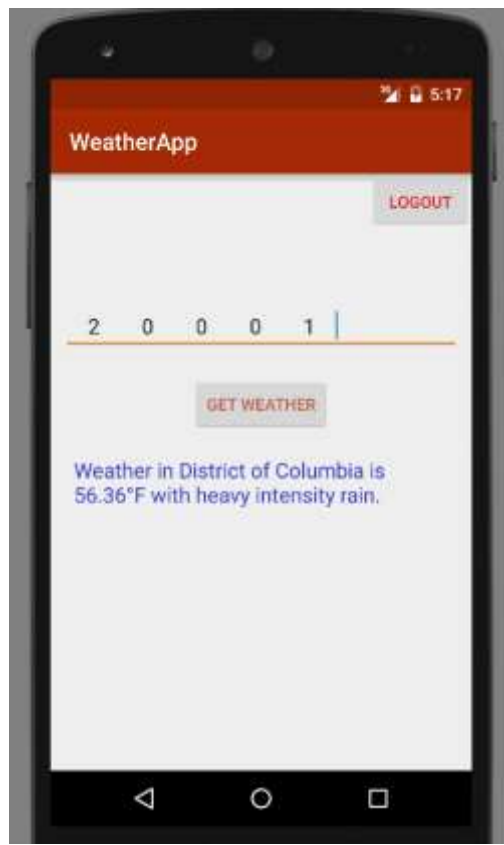 5:17
WeatherApp
LOGOUT
2 0 0 0 1
GET WEATHER
Weather in District of Columbia is
56.36°F with heavy intensity rain.